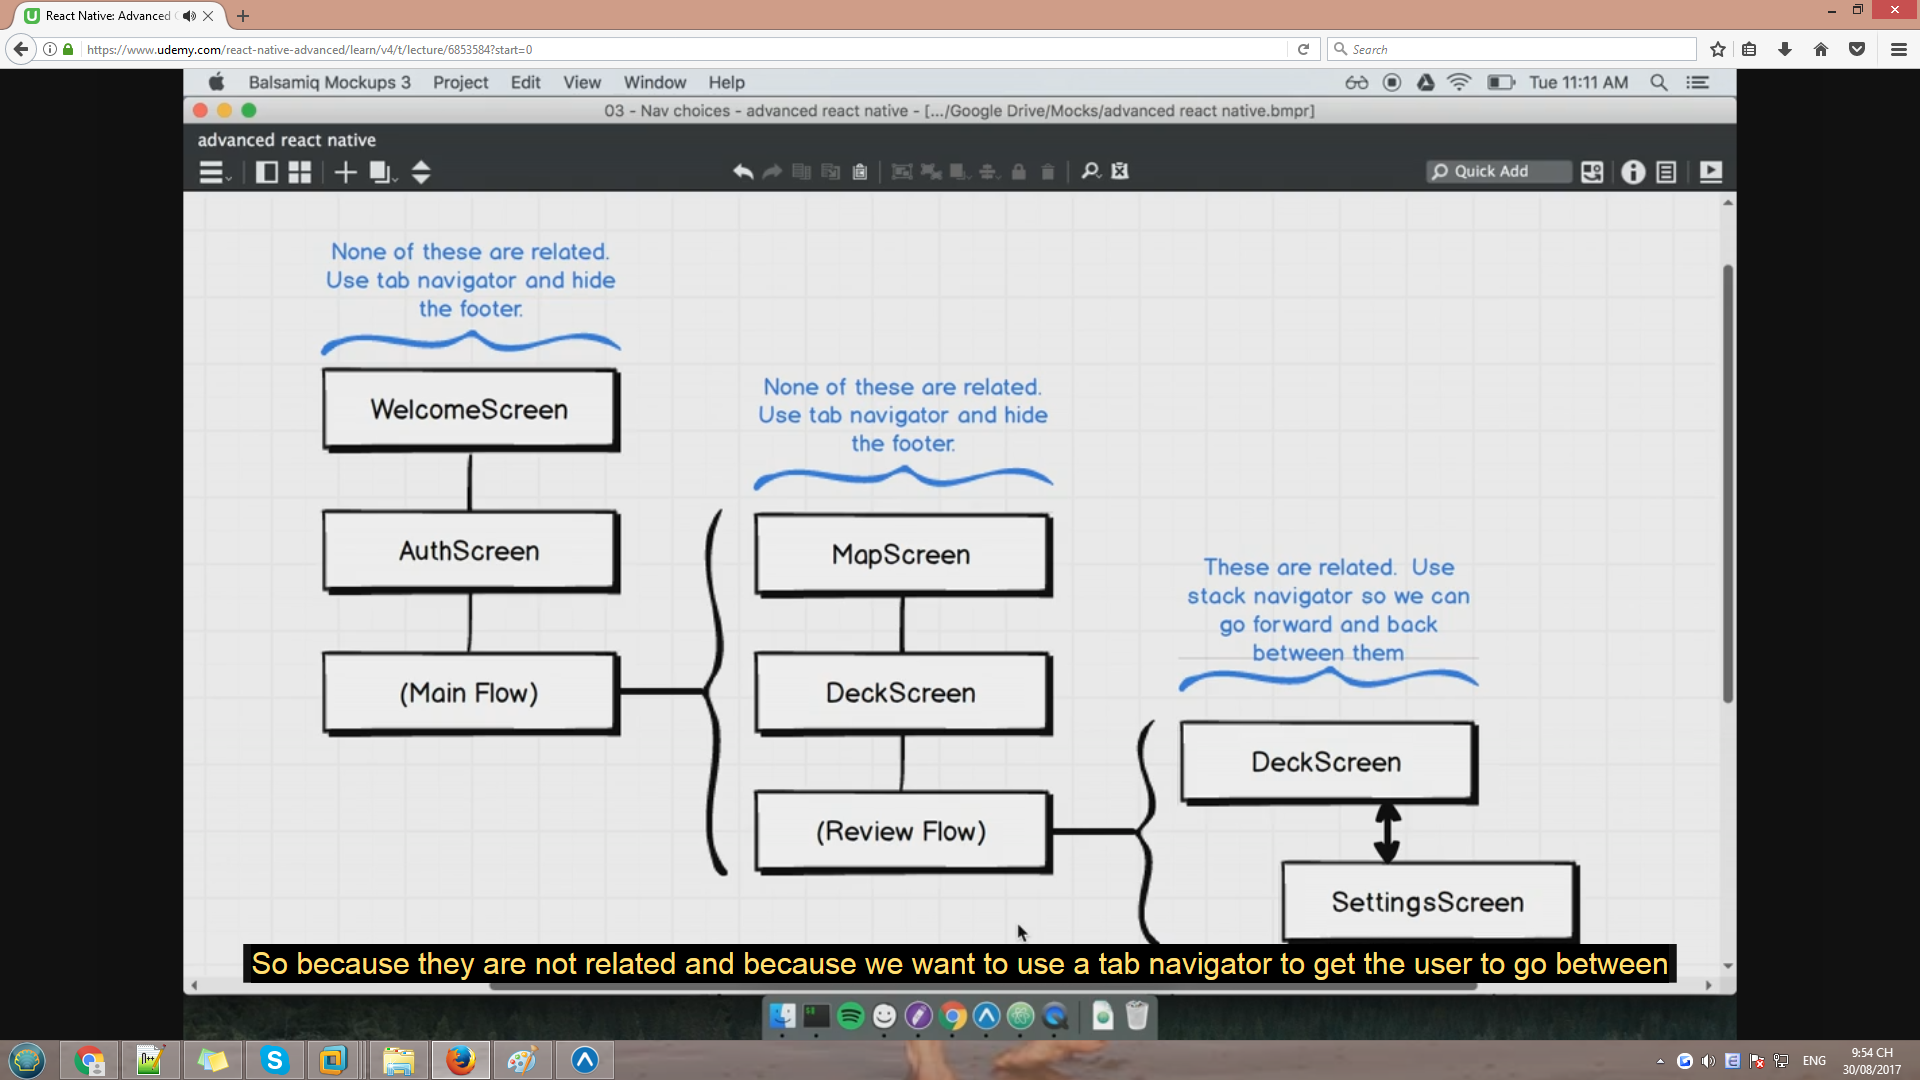 React Native: Advanced
https://www.udemy.com/react-native-advanced/learn/v4/t/lecture/6853584?start=0
Search
Balsamiq Mockups 3 Project Edit View Window Help
Tue 11:11 AM
03 - Nav choices - advanced react native - [.../Google Drive/Mocks/advanced react native.bmpr]
advanced react native
Quick Add
None of these are related.
Use tab navigator and hide
the footer.
WelcomeScreen
AuthScreen
(Main Flow)
None of these are related.
Use tab navigator and hide
the footer.
MapScreen
DeckScreen
(Review Flow)
These are related. Use
stack navigator so we can
go forward and back
between them
DeckScreen
SettingsScreen
So because they are not related and because we want to use a tab navigator to get the user to go between
ENG
9:54 CH
30/08/2017